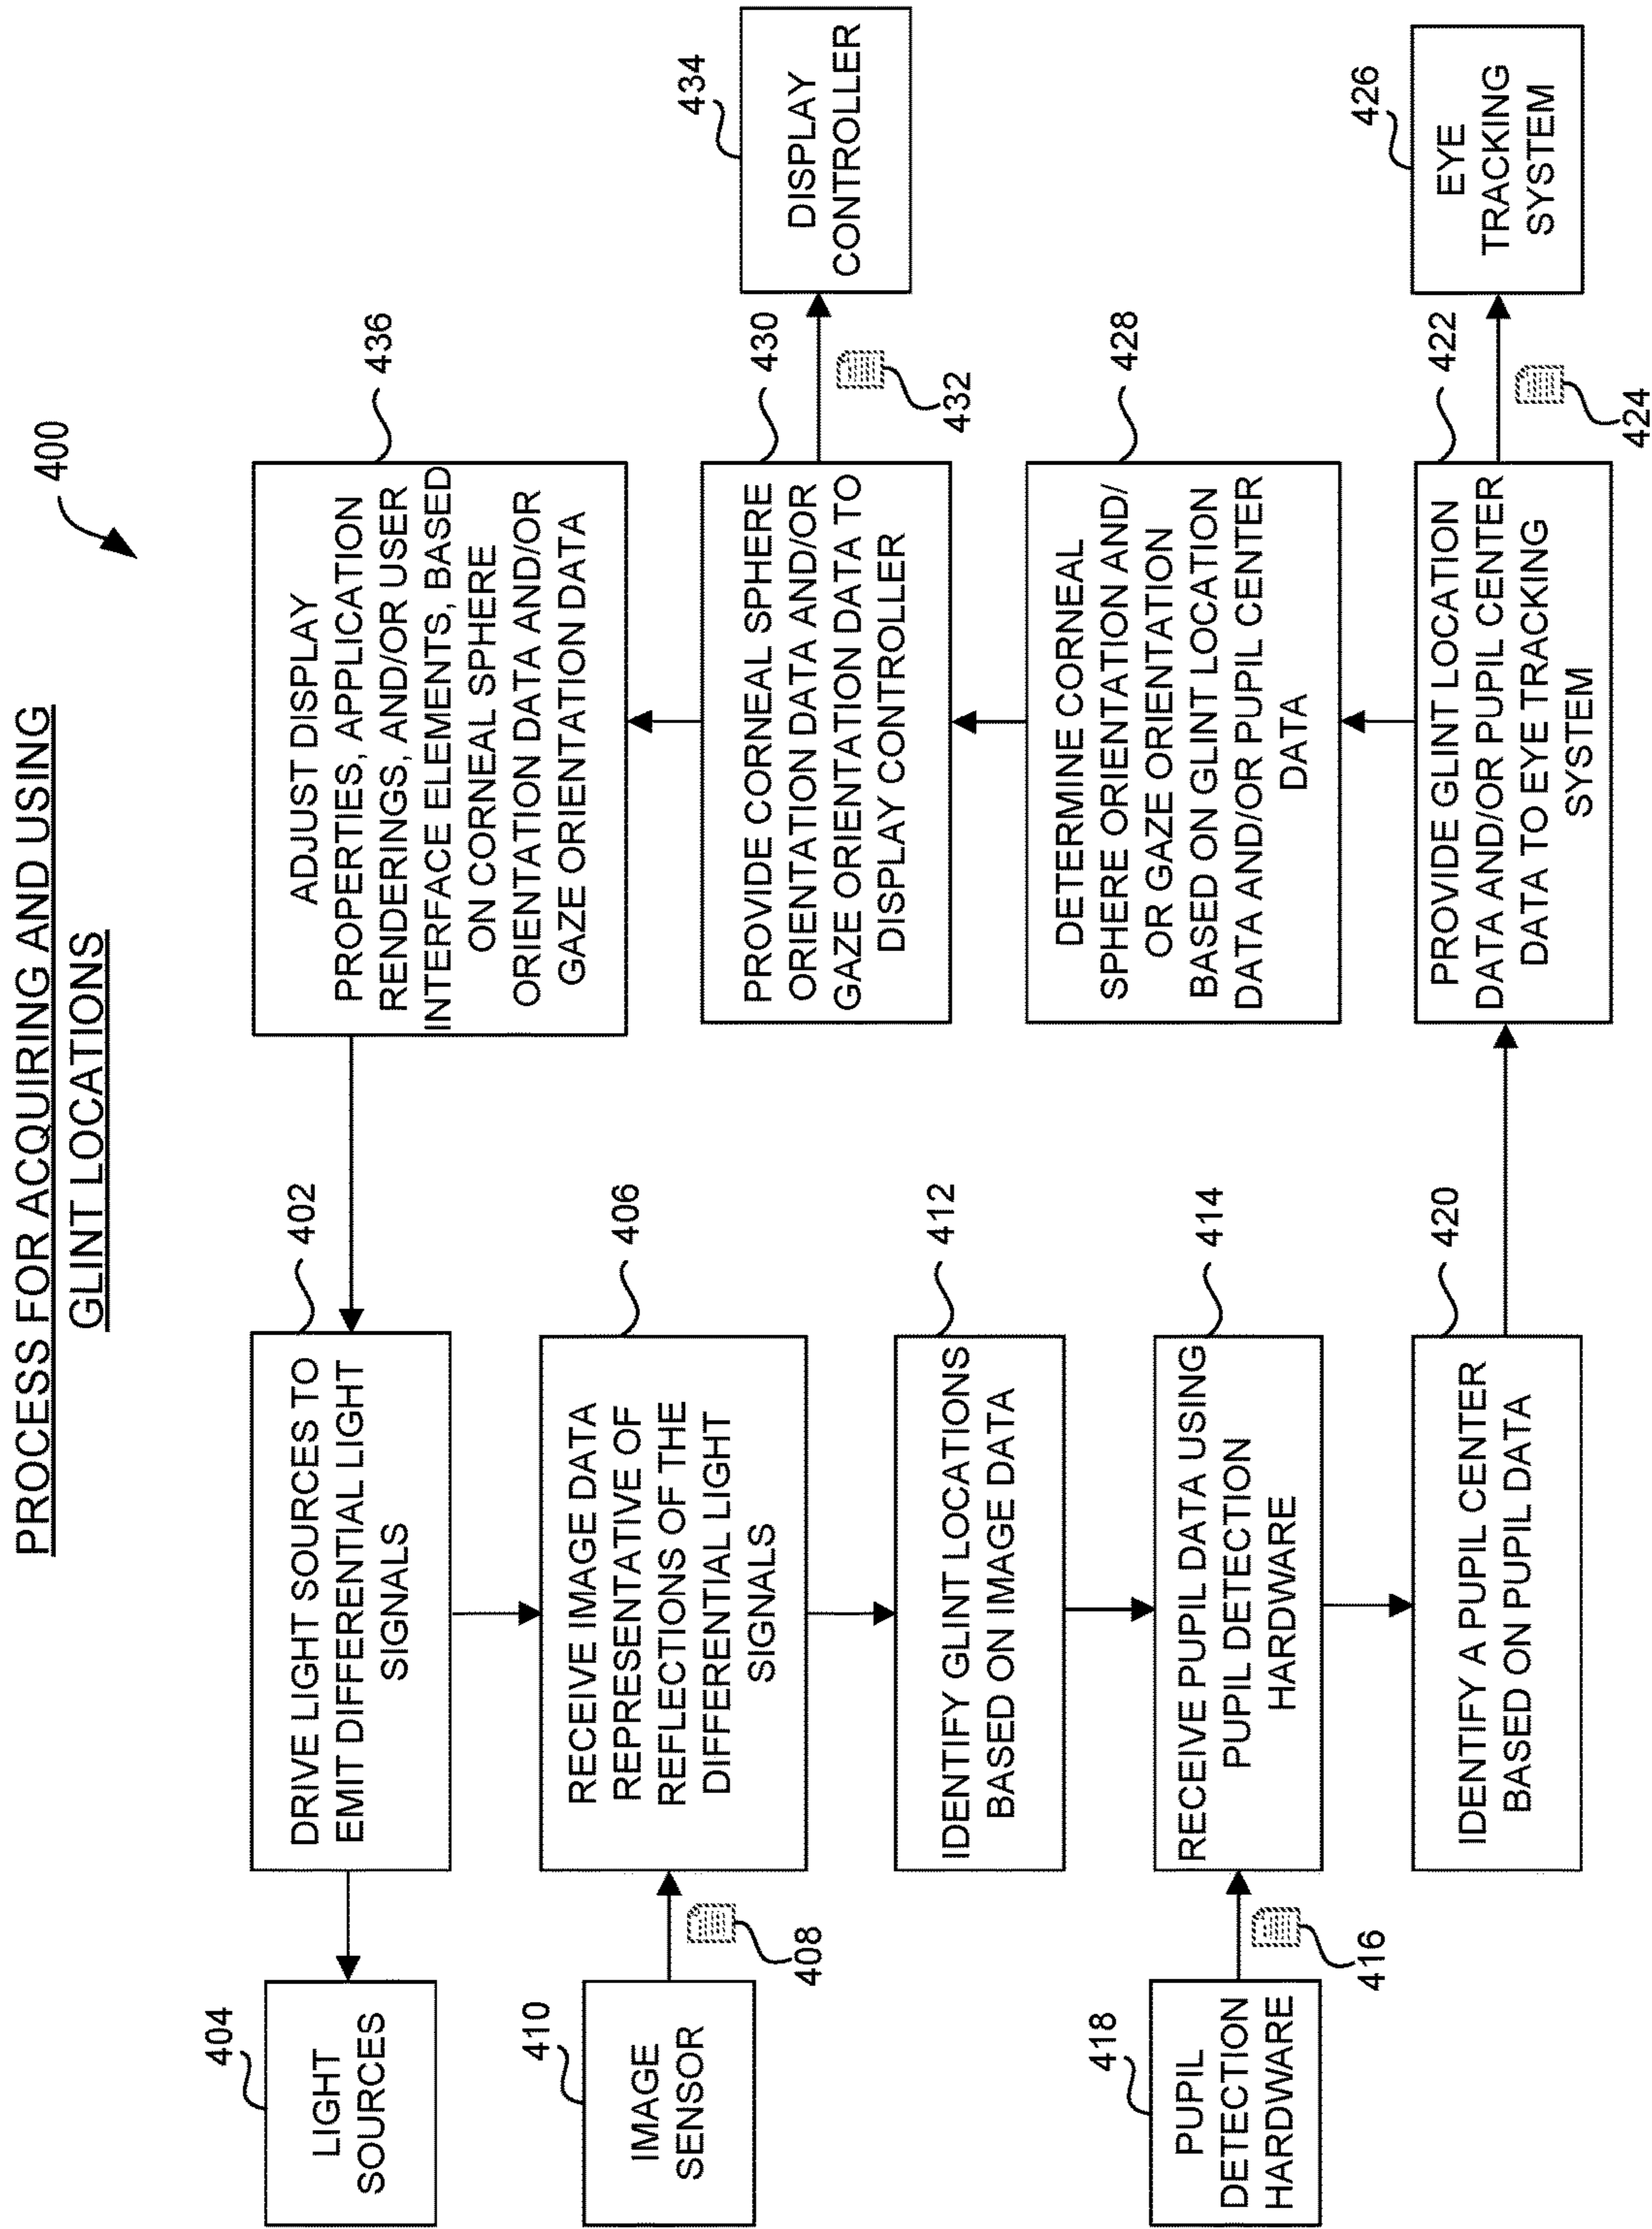 PROCESS FOR ACQUIRING AND USING
GLINT LOCATIONS
400
404
LIGHT
SOURCES
402
DRIVE LIGHT SOURCES TO
EMIT DIFFERENTIAL LIGHT
SIGNALS
410
IMAGE
SENSOR
408
406
RECEIVE IMAGE DATA
REPRESENTATIVE OF
REFLECTIONS OF THE
DIFFERENTIAL LIGHT
SIGNALS
412
IDENTIFY GLINT LOCATIONS
BASED ON IMAGE DATA
418
PUPIL
DETECTION
HARDWARE
416
414
RECEIVE PUPIL DATA USING
PUPIL DETECTION
HARDWARE
420
IDENTIFY A PUPIL CENTER
BASED ON PUPIL DATA
436
ADJUST DISPLAY
PROPERTIES, APPLICATION
RENDERINGS, AND/OR USER
INTERFACE ELEMENTS, BASED
ON CORNEAL SPHERE
ORIENTATION DATA AND/OR
GAZE ORIENTATION DATA
430
PROVIDE CORNEAL SPHERE
ORIENTATION DATA AND/OR
GAZE ORIENTATION DATA TO
DISPLAY CONTROLLER
432
434
DISPLAY
CONTROLLER
428
DETERMINE CORNEAL
SPHERE ORIENTATION AND/
OR GAZE ORIENTATION
BASED ON GLINT LOCATION
DATA AND/OR PUPIL CENTER
DATA
422
PROVIDE GLINT LOCATION
DATA AND/OR PUPIL CENTER
DATA TO EYE TRACKING
SYSTEM
424
426
EYE
TRACKING
SYSTEM